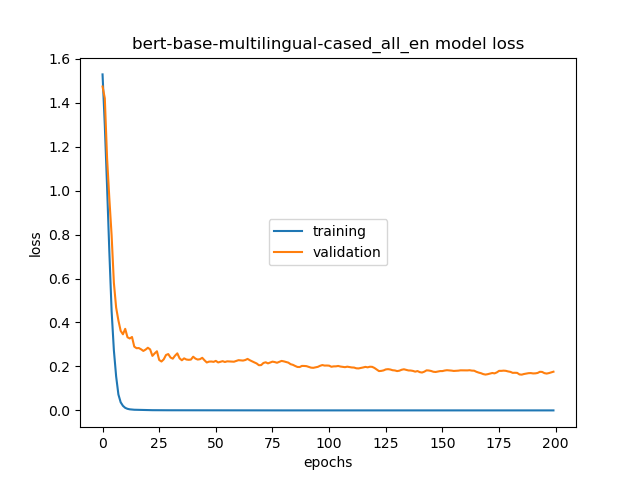 bert-base-multilingual-cased_all_en model loss
loss
1.6
1.4
1.2
1.0
0.8
0.6
0.4
0.2
0.0
training
validation
0 25 50 75 100 125 150 175 200
epochs